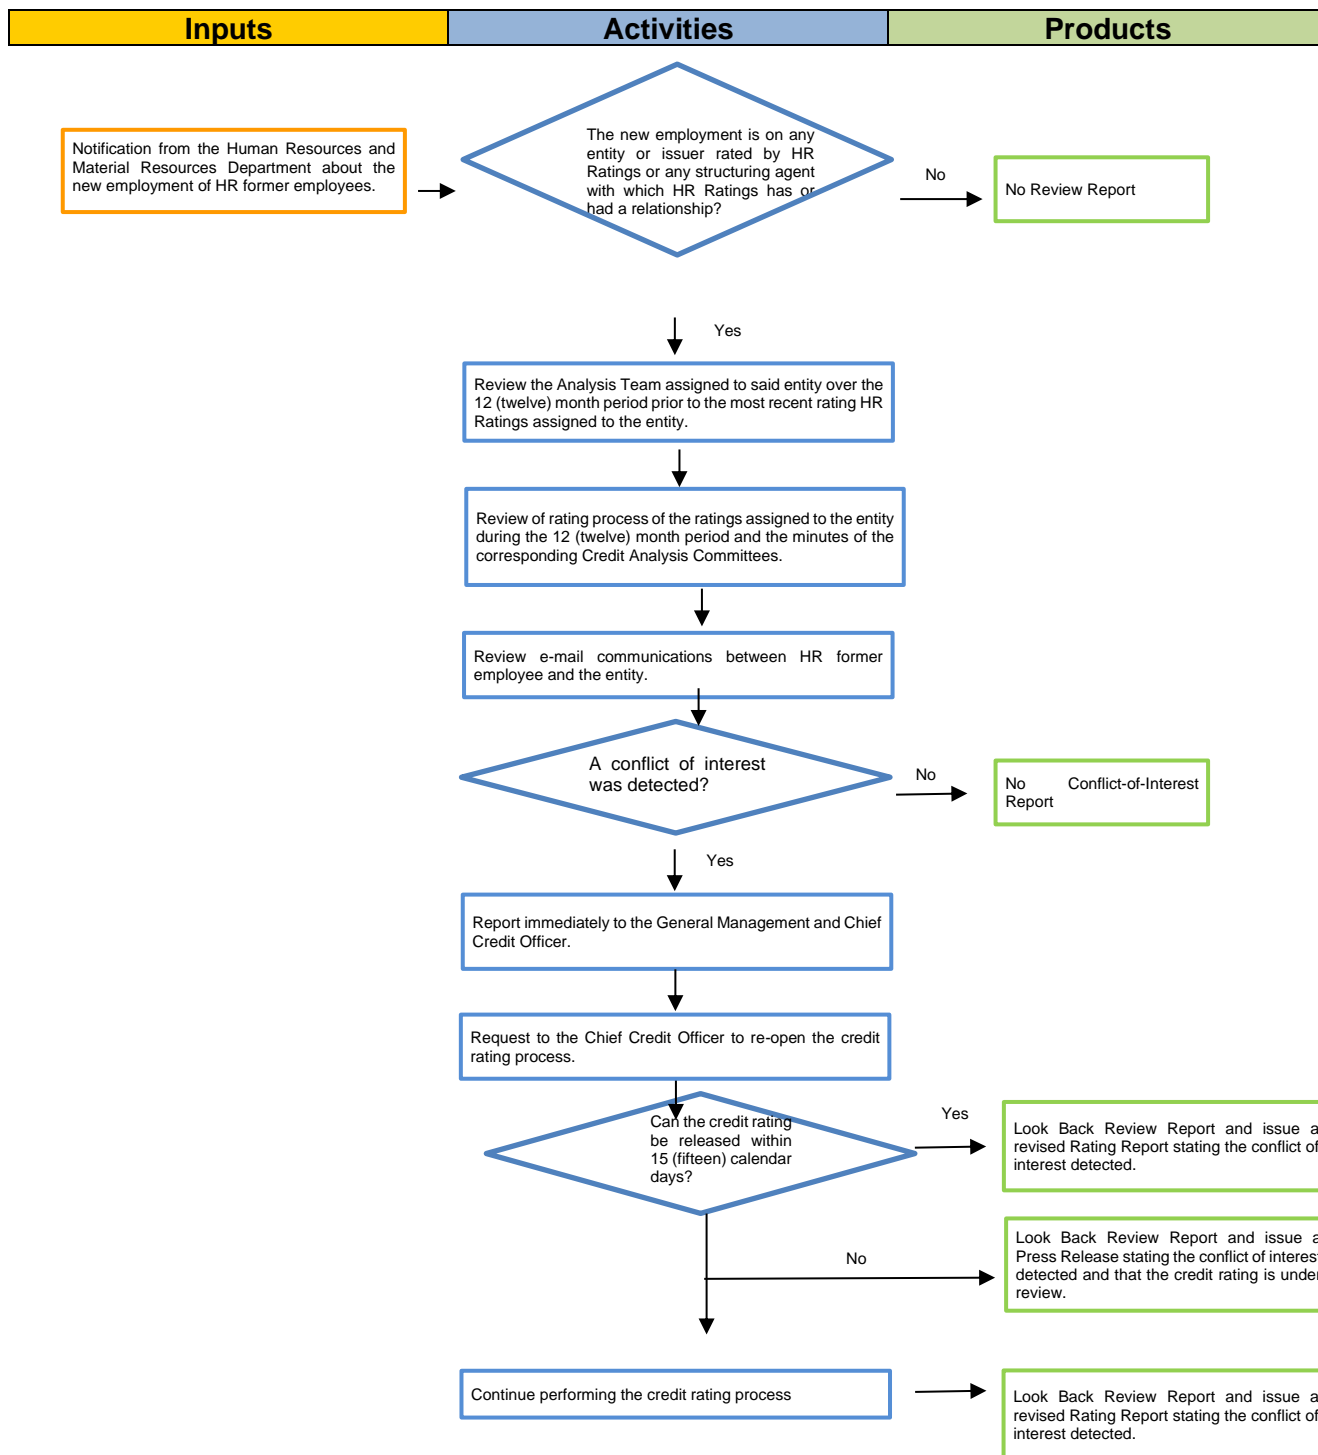 Inputs
Activities
Products
Notification from the Human Resources and
Material Resources Department about the
new employment of HR former employees.
The new employment is on any
entity or issuer rated by HR
Ratings or any structuring agent
with which HR Ratings has or
had a relationship?
No
No Review Report
Yes
Review the Analysis Team assigned to said entity over the
12 (twelve) month period prior to the most recent rating HR
Ratings assigned to the entity.
Review of rating process of the ratings assigned to the entity
during the 12 (twelve) month period and the minutes of the
corresponding Credit Analysis Committees.
Review e-mail communications between HR former
employee and the entity.
A conflict of interest
was detected?
No
No Conflict-of-Interest
Report
Yes
Report immediately to the General Management and Chief
Credit Officer.
Request to the Chief Credit Officer to re-open the credit
rating process.
Can the credit rating
be released within
15 (fifteen) calendar
days?
Yes
Look Back Review Report and issue a
revised Rating Report stating the conflict of
interest detected.
No
Look Back Review Report and issue a
Press Release stating the conflict of interest
detected and that the credit rating is under
review.
Continue performing the credit rating process
Look Back Review Report and issue a
revised Rating Report stating the conflict of
interest detected.